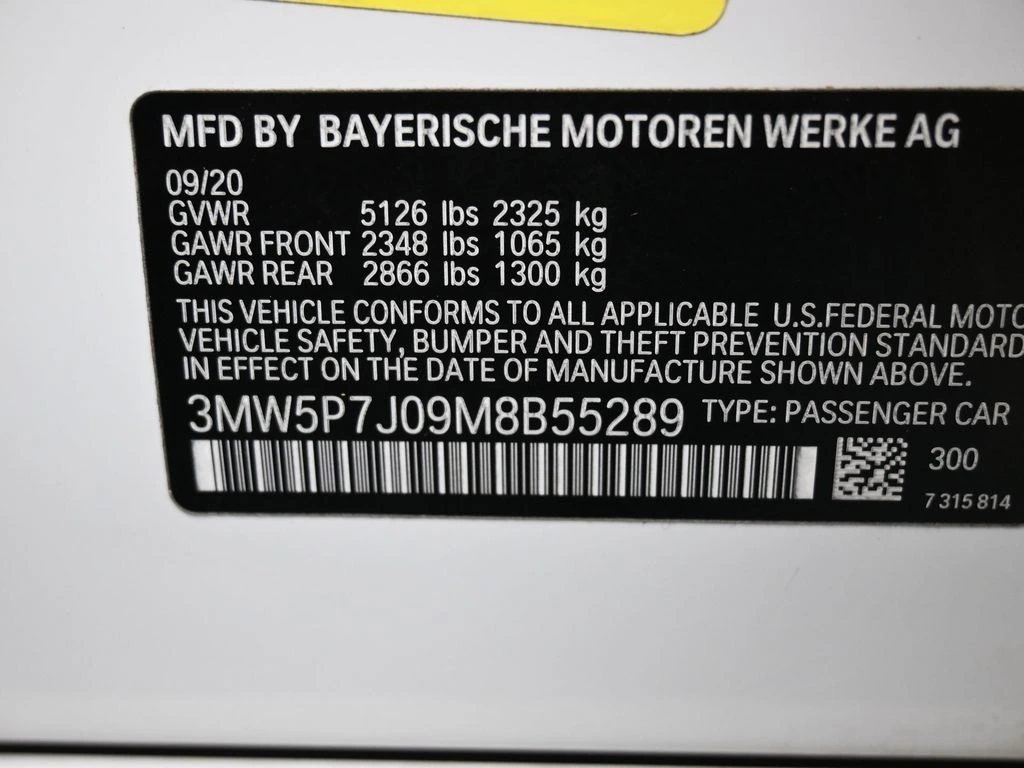 MFD BY BAYERISCHE MOTOREN WERKE AG
09/20
GVWR 5126 lbs 2325 kg
GAWR FRONT 2348 lbs 1065 kg
GAWR REAR 2866 lbs 1300 kg
THIS VEHICLE CONFORMS TO ALL APPLICABLE U.S.FEDERAL MOTO
VEHICLE SAFETY, BUMPER AND THEFT PREVENTION STANDARD
IN EFFECT ON THE DATE OF MANUFACTURE SHOWN ABOVE.
3MW5P7J09M8B55289 TYPE: PASSENGER CAR
300
7 315 814